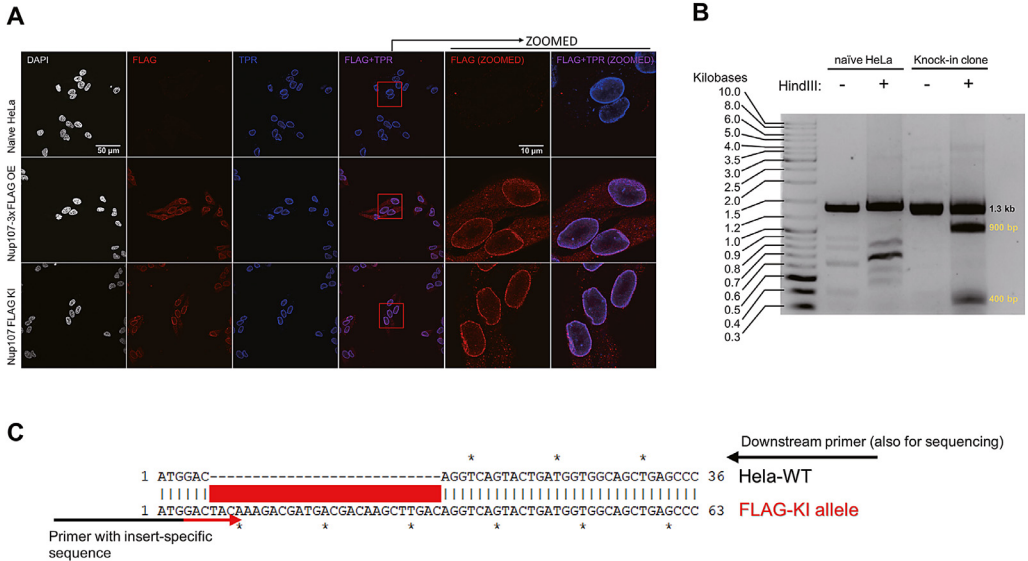 A
ZOOMED
DAPI
FLAG
TPR
FLAG+TPR
FLAG (ZOOMED)
FLAG+TPR (ZOOMED)
Naïve HeLa
50 µm
10 µm
Nup107-3xFLAG OE
Nup107 FLAG KI
B
naïve HeLa Knock-in clone
Kilobases
HindIII: - + - +
10.0
8.0
6.0
5.0
4.0
3.5
3.0
2.5
2.0
1.5
1.2
1.0
0.9
0.8
0.7
0.6
0.5
0.4
0.3
1.3 kb
900 bp
400 bp
C
Downstream primer (also for sequencing)
* * *
1 ATGGAC---------------------------AGGTCAGTACTGATGGTGGCAGCTGAGCCC 36
Hela-WT
1 ATGGACTACAAAGACGATGACGACAAGCTTGACAGGTCAGTACTGATGGTGGCAGCTGAGCCC 63
FLAG-KI allele
* * * * * *
Primer with insert-specific
sequence